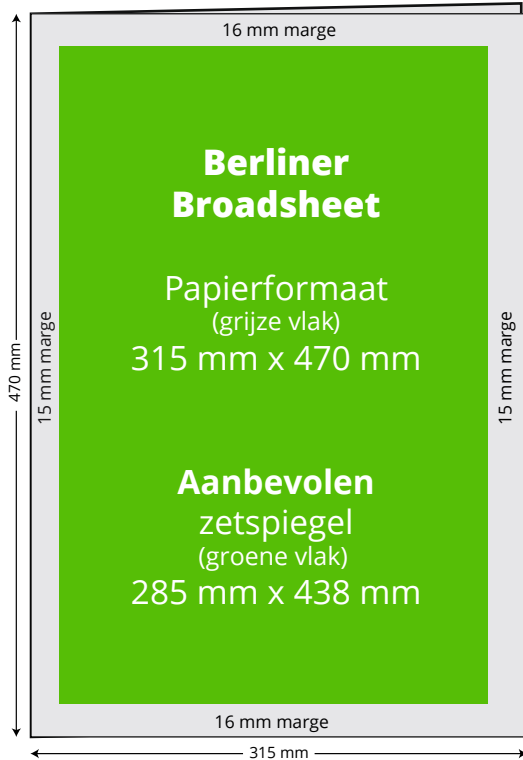 16 mm marge
Berliner
Broadsheet
Papierformaat
(grijze vlak)
315 mm x 470 mm
470 mm
15 mm marge
15 mm marge
Aanbevolen
zetspiegel
(groene vlak)
285 mm x 438 mm
16 mm marge
315 mm